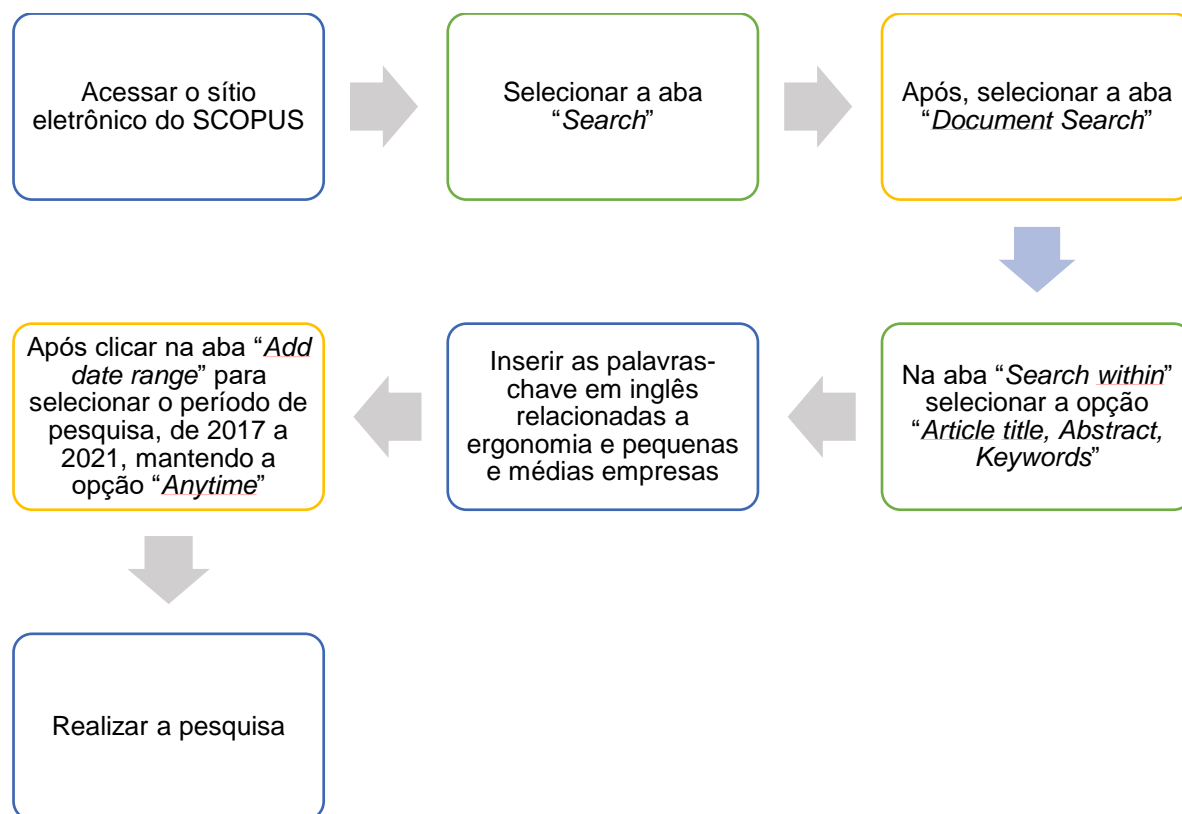 Acessar o sítio
eletrônico do SCOPUS
Selecionar a aba
“Search”
Após, selecionar a aba
“Document Search”
Na aba “Search within”
selecionar a opção
“Article title, Abstract,
Keywords”
Inserir as palavras-
chave em inglês
relacionadas a
ergonomia e pequenas
e médias empresas
Após clicar na aba “Add
date range” para
selecionar o período de
pesquisa, de 2017 a
2021, mantendo a
opção “Anytime”
Realizar a pesquisa